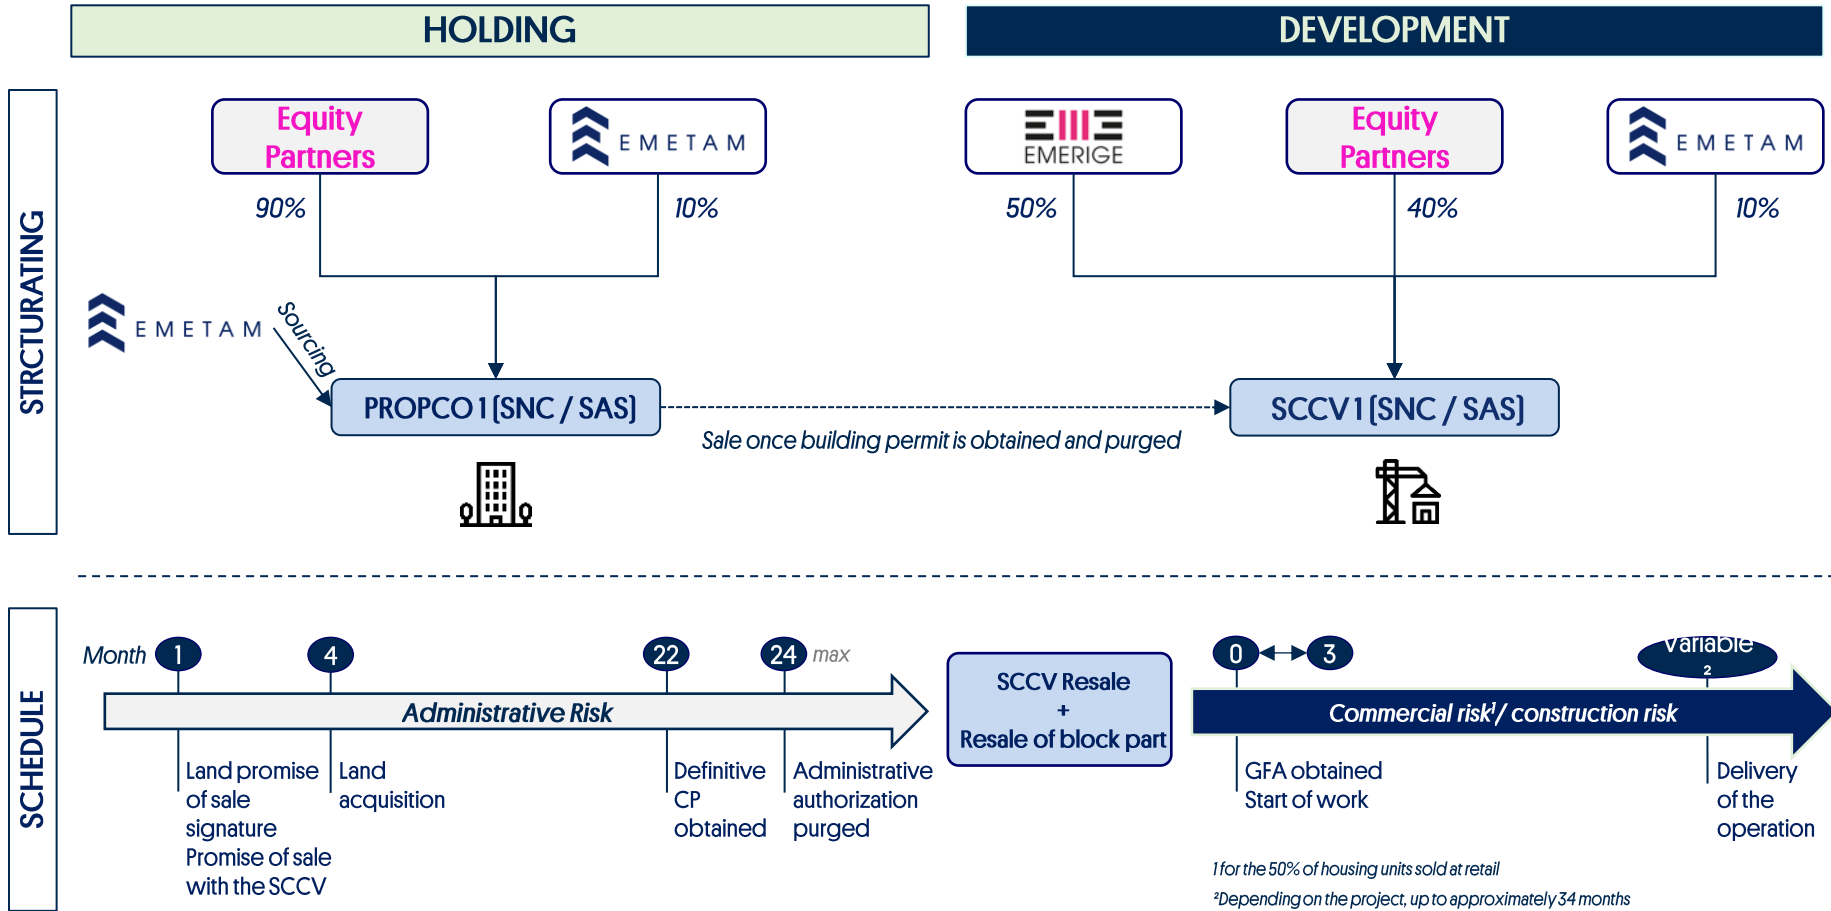 HOLDING
DEVELOPMENT
STRCTURATING
Equity
Partners
EMETAM
EMERIGE
Equity
Partners
EMETAM
90%
10%
50%
40%
10%
EMETAM
Sourcing
PROPCO 1 (SNC / SAS)
SCCV 1 (SNC / SAS)
Sale once building permit is obtained and purged
SCHEDULE
Month
1
4
22
24
max
Administrative Risk
Land promise
of sale
signature
Promise of sale
with the SCCV
Land
acquisition
Definitive
CP
obtained
Administrative
authorization
purged
SCCV Resale
+
Resale of block part
0
3
Variable
2
Commercial risk¹/ construction risk
GFA obtained
Start of work
Delivery
of the
operation
1 for the 50% of housing units sold at retail
²Depending on the project, up to approximately 34 months